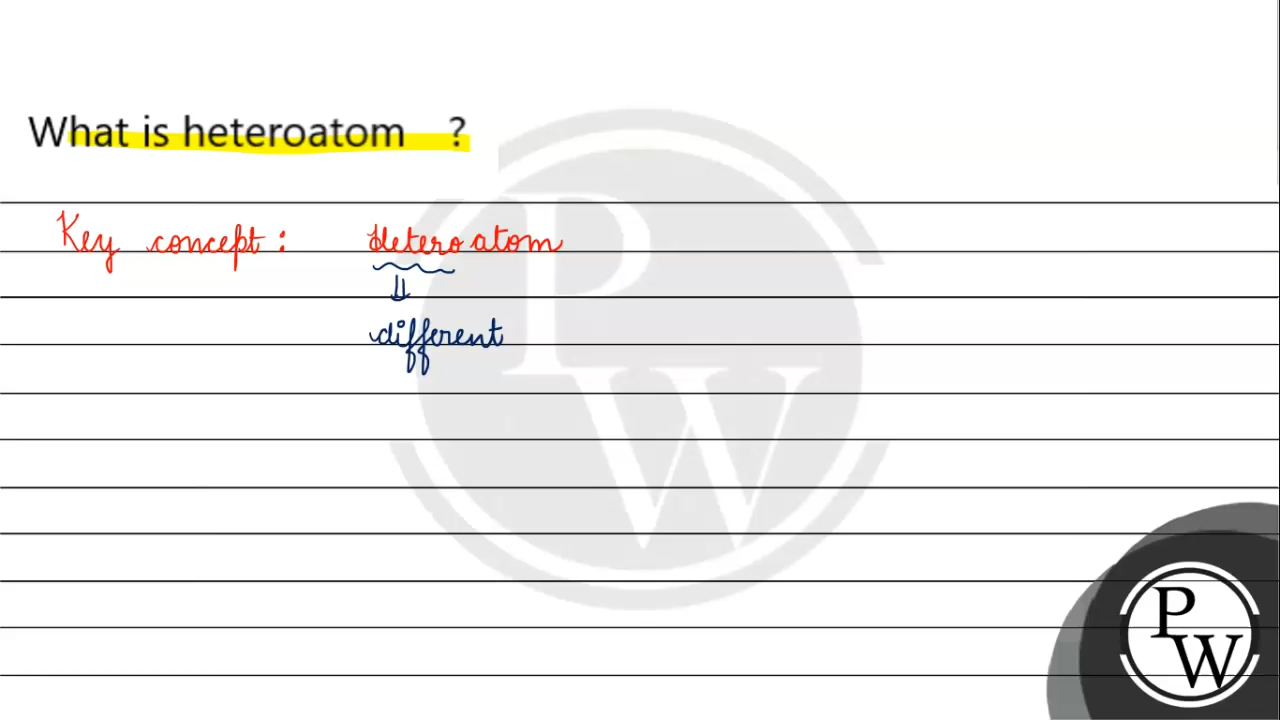 What is heteroatom ?
Key concept : Heteroatom
⇓
different
P
W
P
W